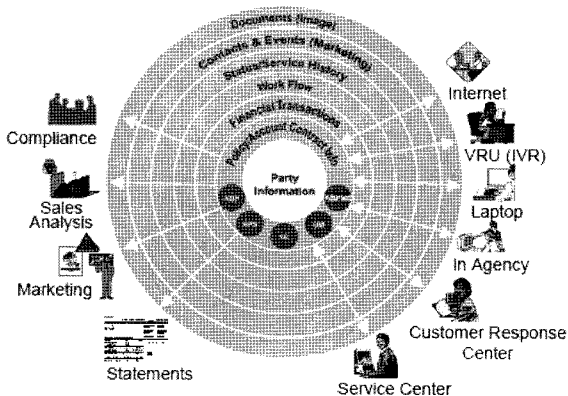 Documents (Image)
Contacts & Events (Marketing)
Status/Service History
Work Flow
Financial Transactions
Policy/Account Contract Info
Party
Information
Compliance
Sales
Analysis
Marketing
Statements
Internet
VRU (IVR)
Laptop
In Agency
Customer Response
Center
Service Center